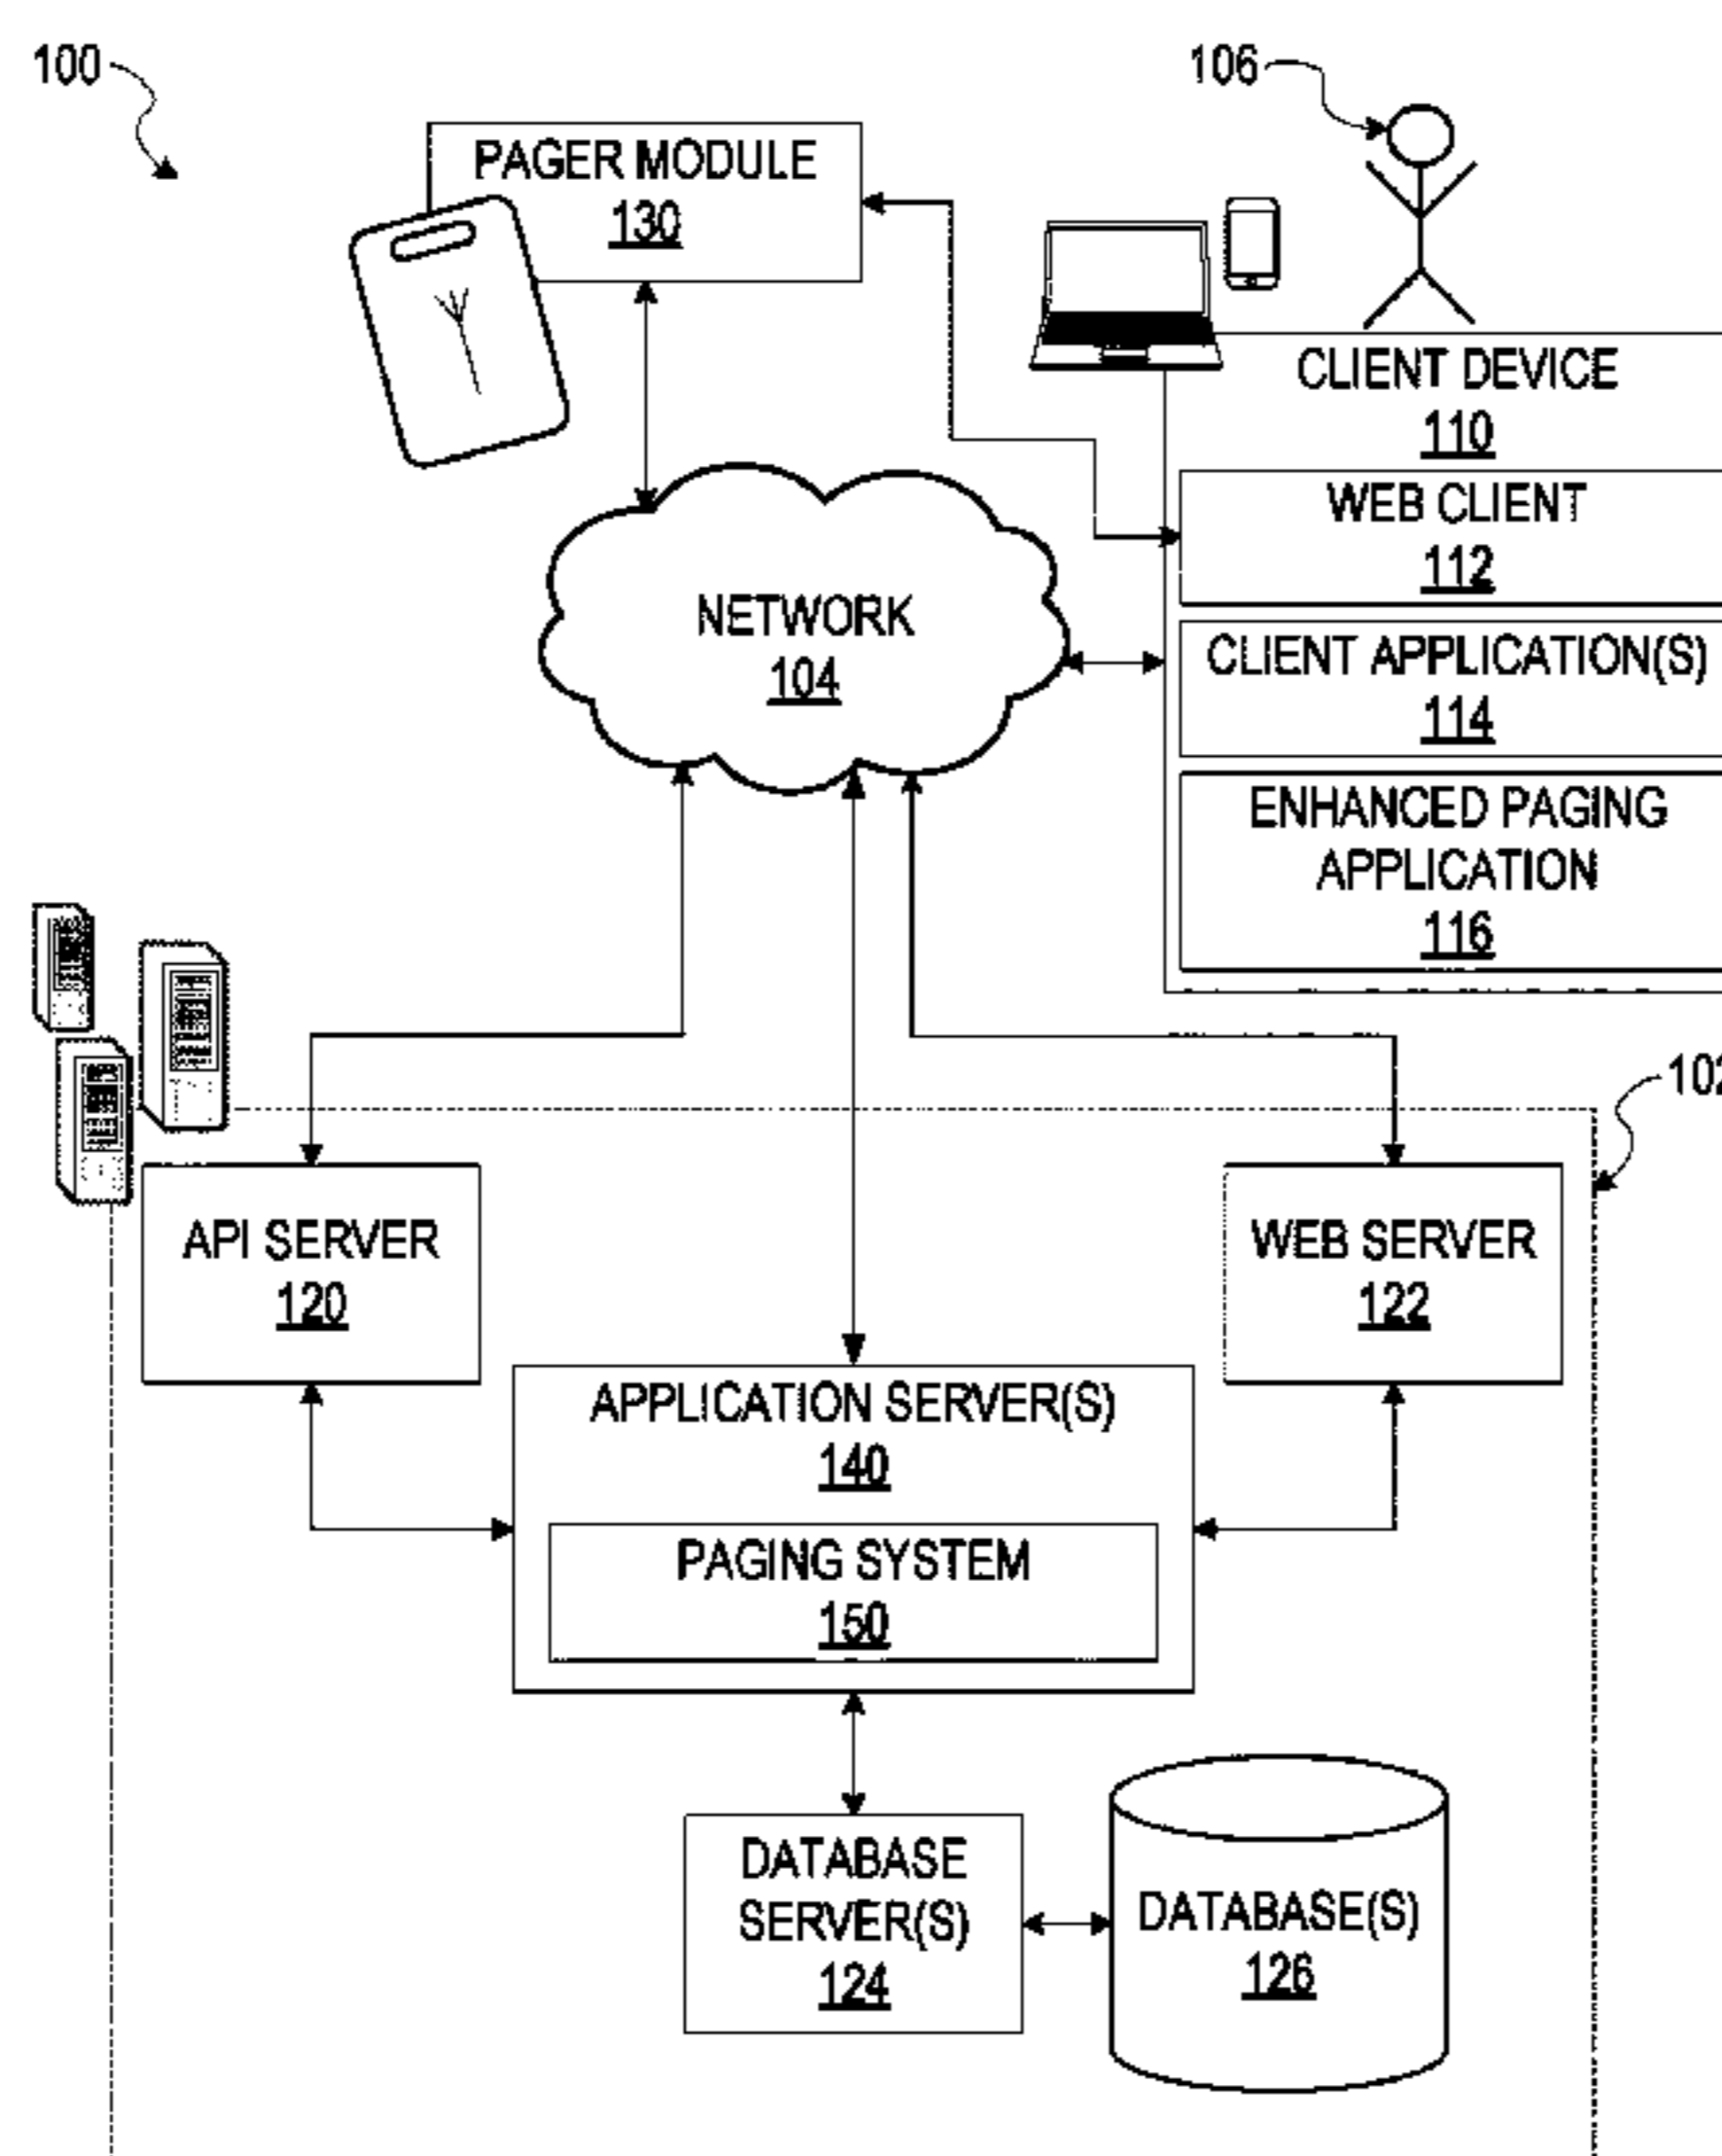 100
106
PAGER MODULE
130
CLIENT DEVICE
110
WEB CLIENT
112
NETWORK
104
CLIENT APPLICATION(S)
114
ENHANCED PAGING
APPLICATION
116
102
API SERVER
120
WEB SERVER
122
APPLICATION SERVER(S)
140
PAGING SYSTEM
150
DATABASE
SERVER(S)
124
DATABASE(S)
126